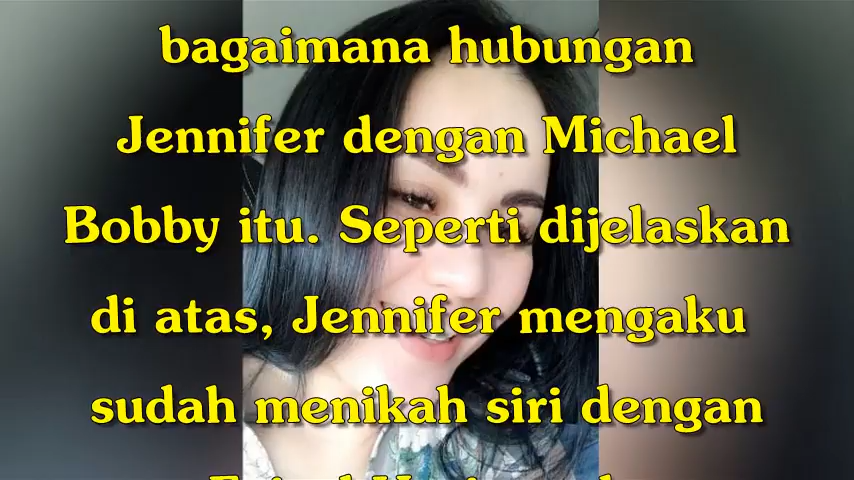 bagaimana hubungan
Jennifer dengan Michael
Bobby itu. Seperti dijelaskan
di atas, Jennifer mengaku
sudah menikah siri dengan